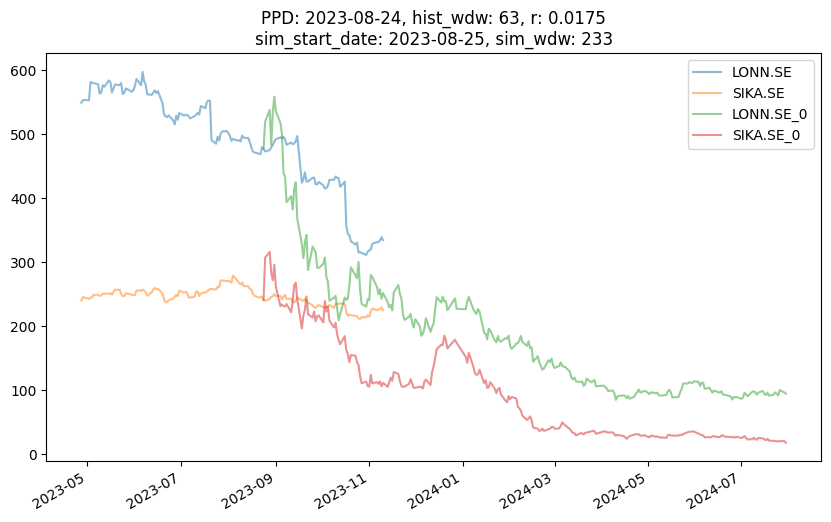 PPD: 2023-08-24, hist_wdw: 63, r: 0.0175
sim_start_date: 2023-08-25, sim_wdw: 233
600
500
400
300
200
100
0
LONN.SE
SIKA.SE
LONN.SE_0
SIKA.SE_0
2023-05
2023-07
2023-09
2023-11
2024-01
2024-03
2024-05
2024-07